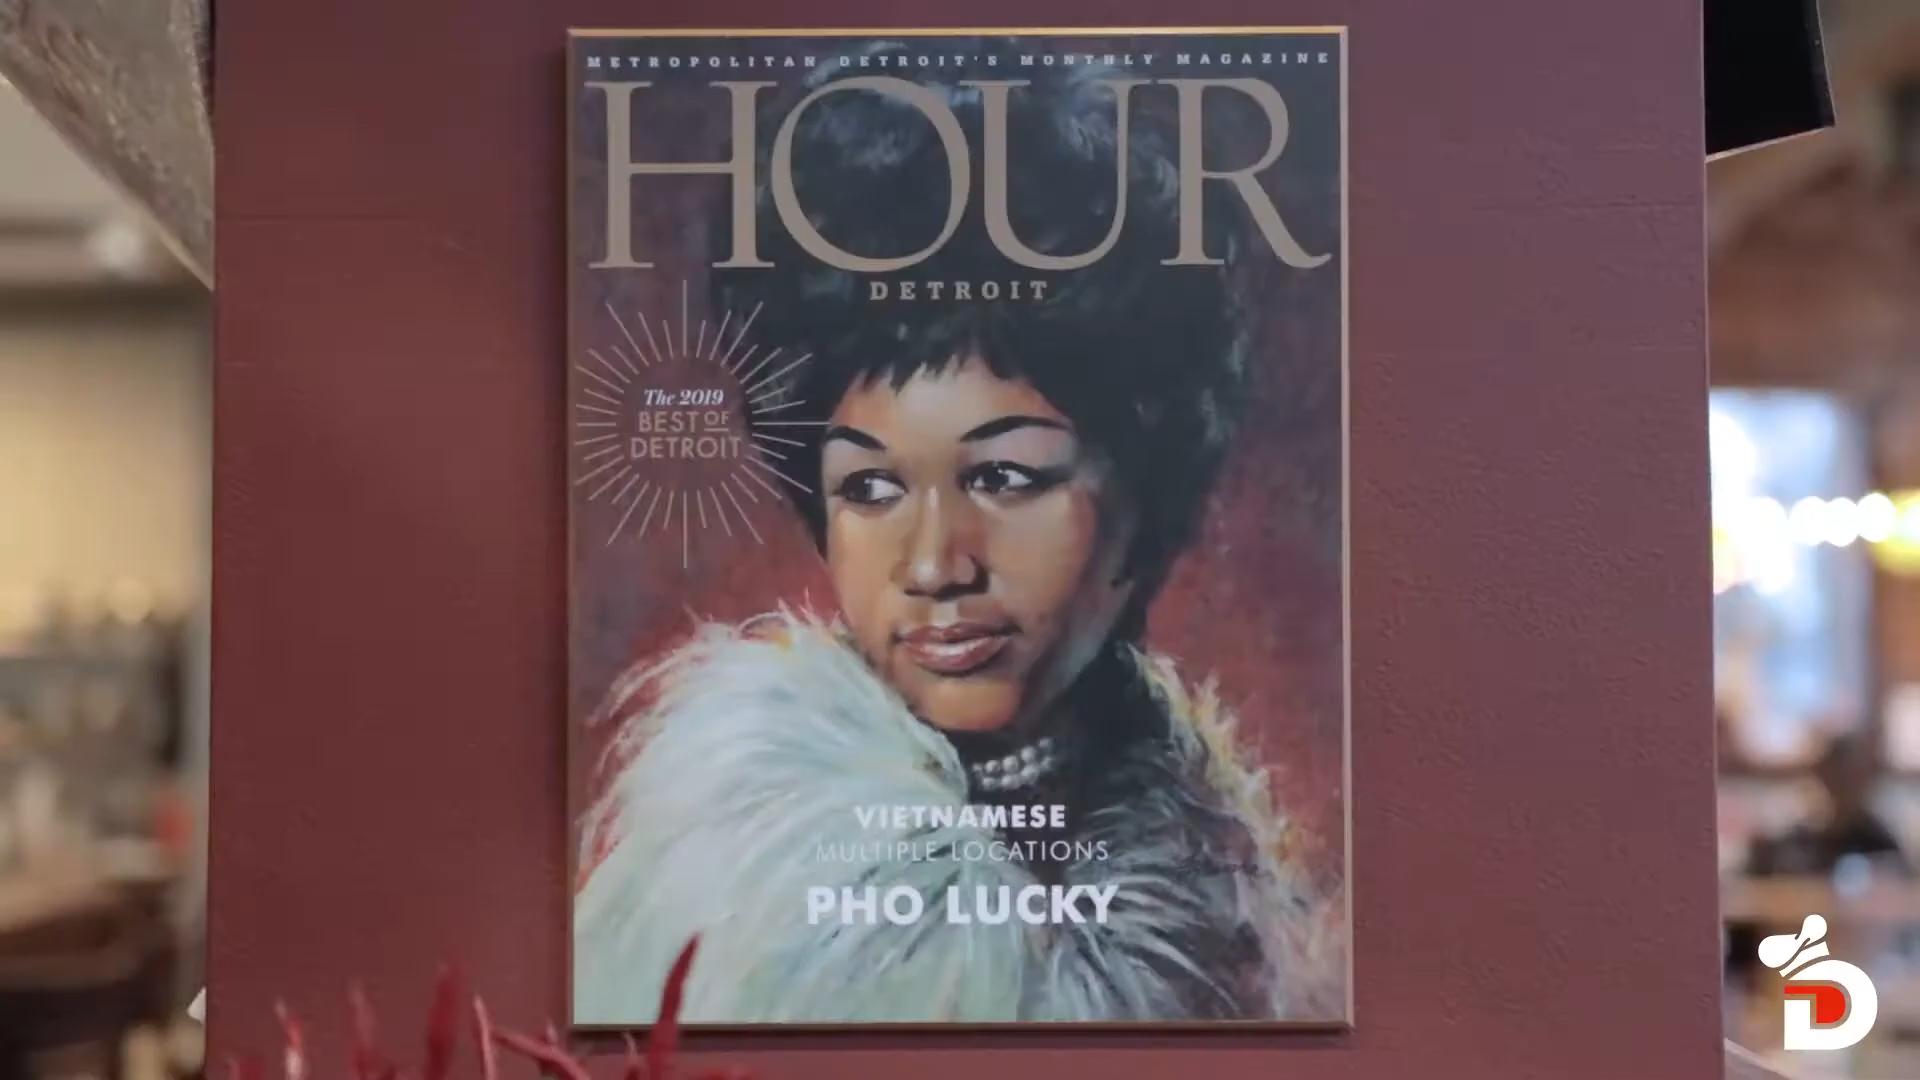 METROPOLITAN DETROIT'S MONTHLY MAGAZINE
HOUR
DETROIT
The 2019
BEST OF
DETROIT
VIETNAMESE
MULTIPLE LOCATIONS
PHO LUCKY
D